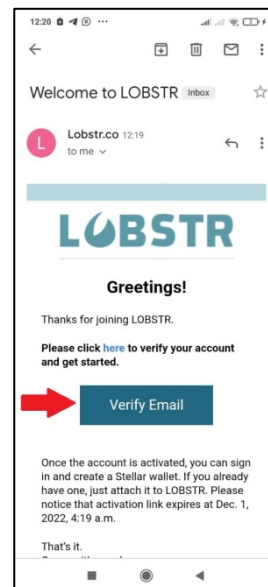 12:20
Welcome to LOBSTR Inbox
L
Lobstr.co 12:19
to me
LOBSTR
Greetings!
Thanks for joining LOBSTR.
Please click here to verify your account
and get started.
Verify Email
Once the account is activated, you can sign
in and create a Stellar wallet. If you already
have one, just attach it to LOBSTR. Please
notice that activation link expires at Dec. 1,
2022, 4:19 a.m.
That's it.